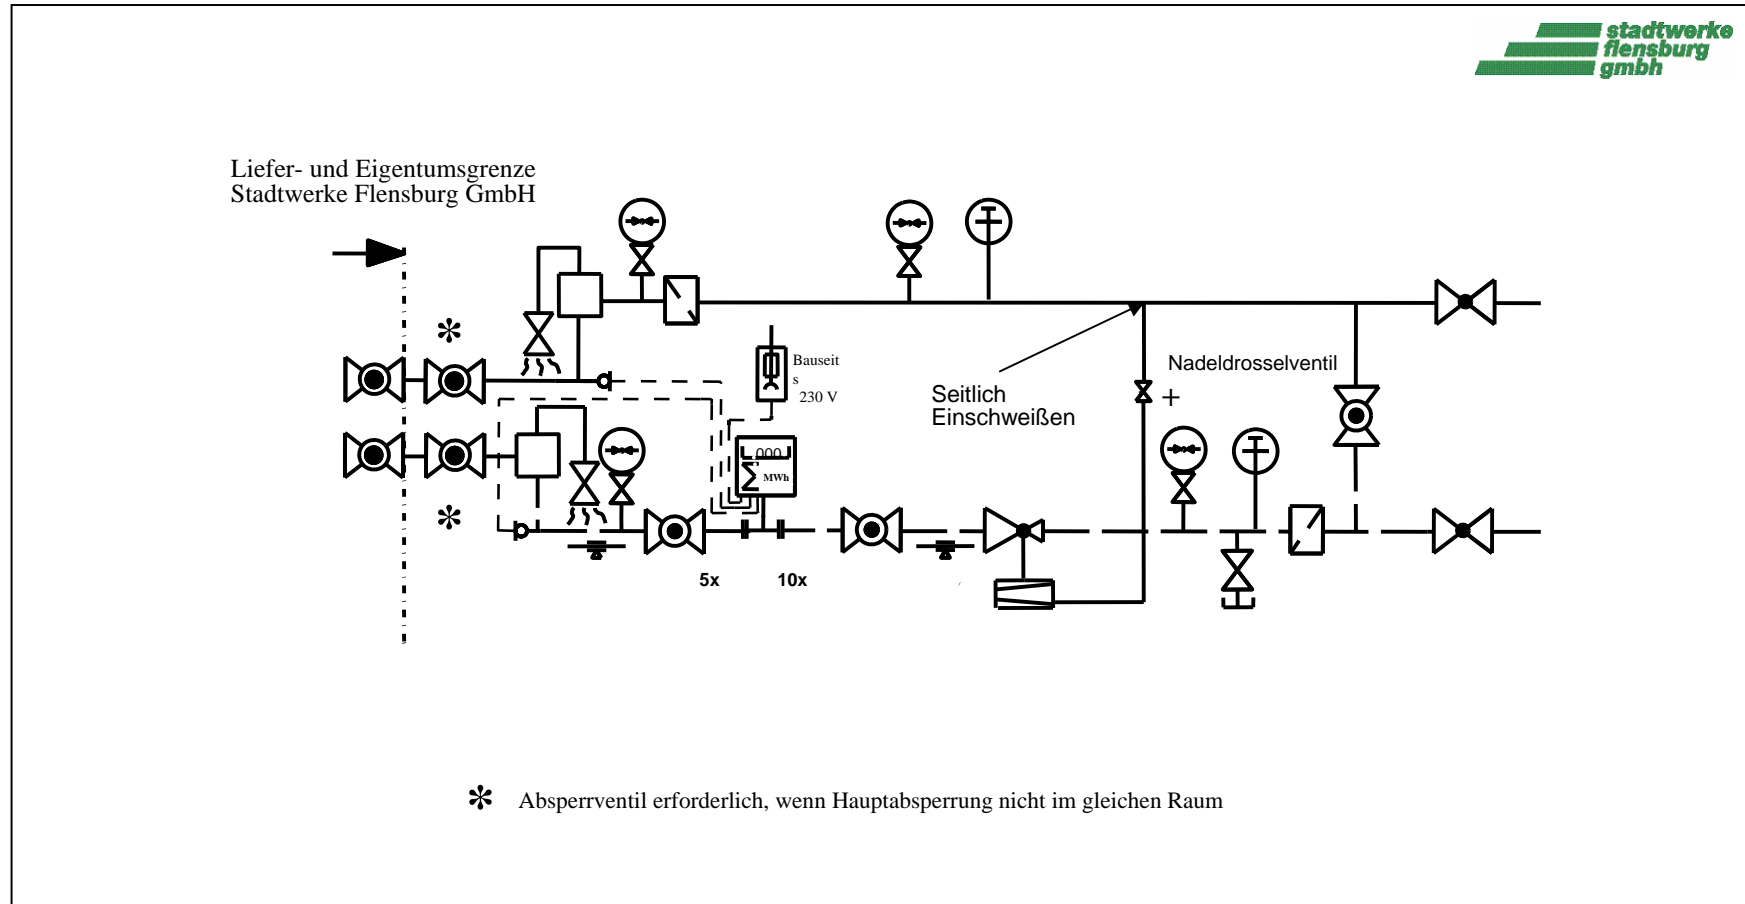 stadtwerke
flensburg
gmbh
Liefer- und Eigentumsgrenze
Stadtwerke Flensburg GmbH
*
Bauseit
s
230 V
Nadeldrosselventil
+
Seitlich
Einschweißen
000
MWh
*
5x
10x
* Absperrventil erforderlich, wenn Hauptabsperrung nicht im gleichen Raum